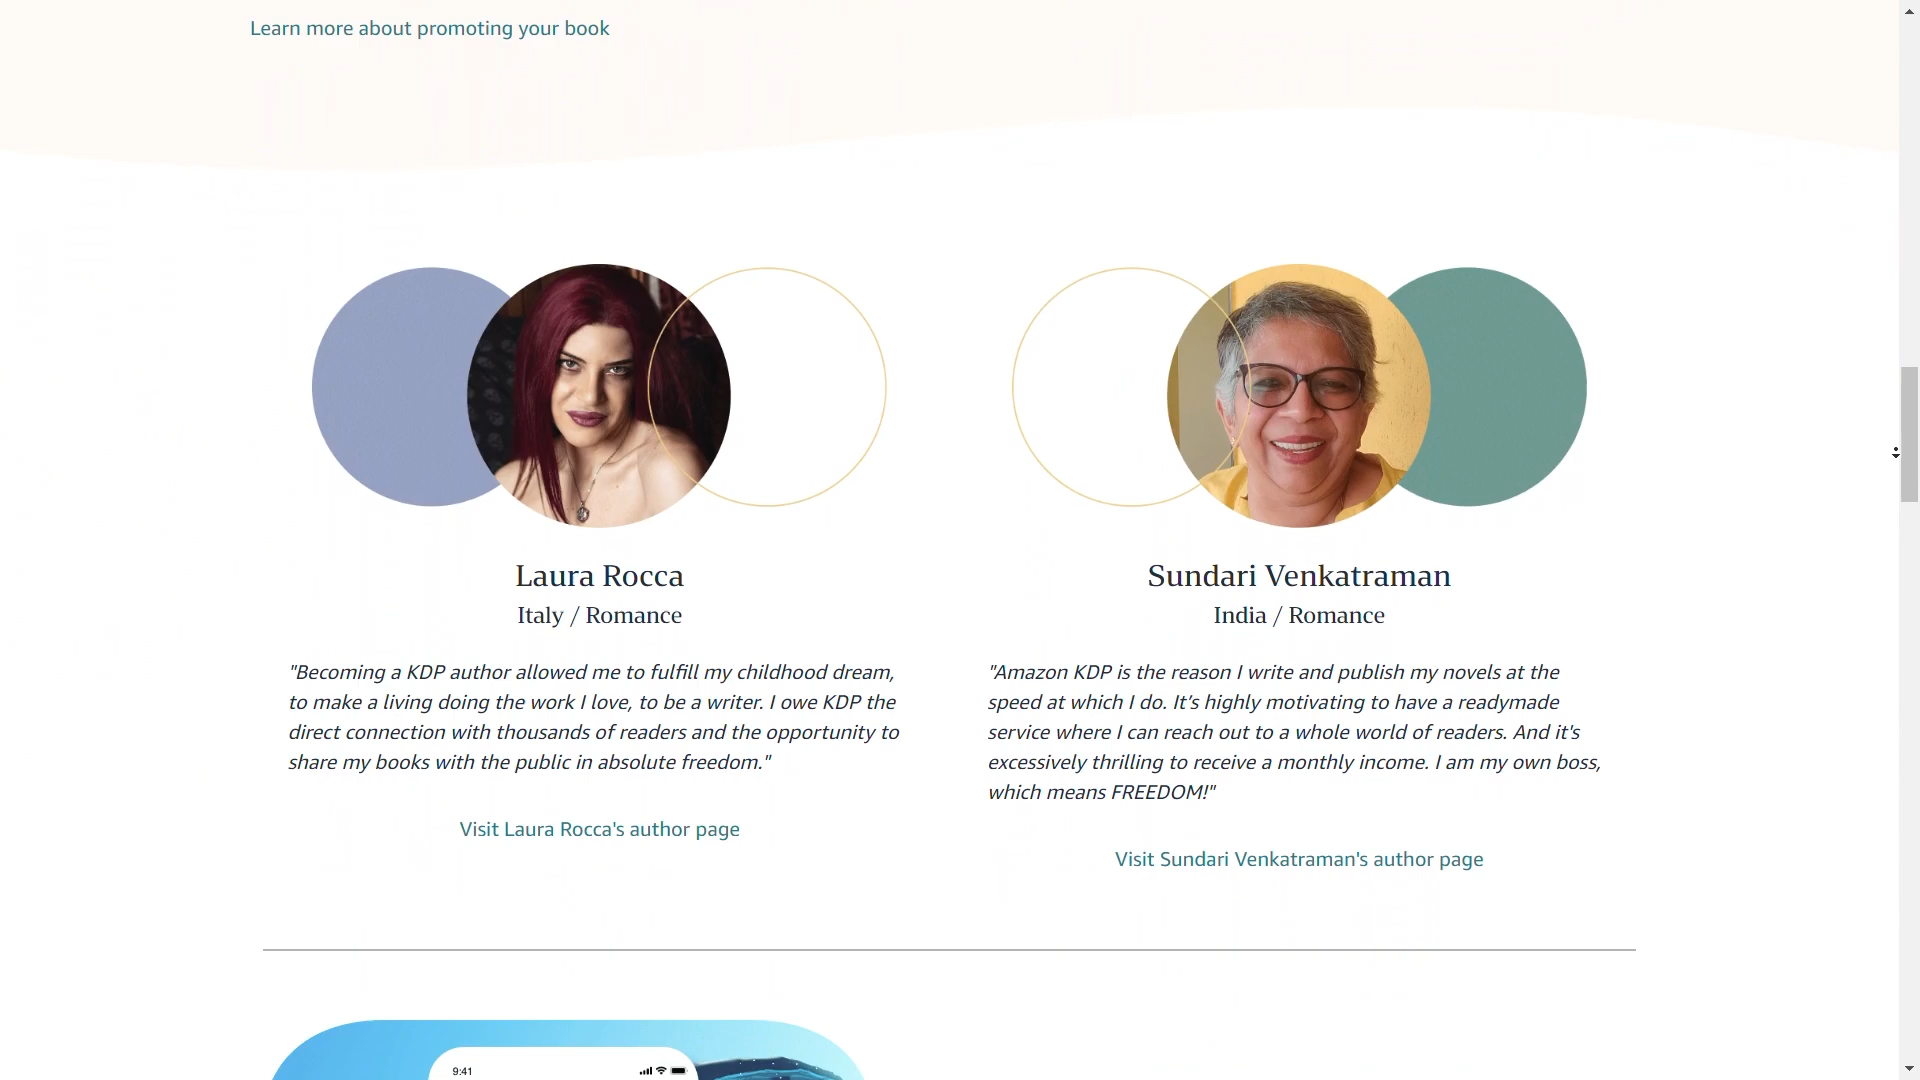 Learn more about promoting your book
Laura Rocca
Italy / Romance
"Becoming a KDP author allowed me to fulfill my childhood dream,
to make a living doing the work I love, to be a writer. I owe KDP the
direct connection with thousands of readers and the opportunity to
share my books with the public in absolute freedom."
Visit Laura Rocca's author page
Sundari Venkatraman
India / Romance
"Amazon KDP is the reason I write and publish my novels at the
speed at which I do. It’s highly motivating to have a readymade
service where I can reach out to a whole world of readers. And it's
excessively thrilling to receive a monthly income. I am my own boss,
which means FREEDOM!"
Visit Sundari Venkatraman's author page
9:41